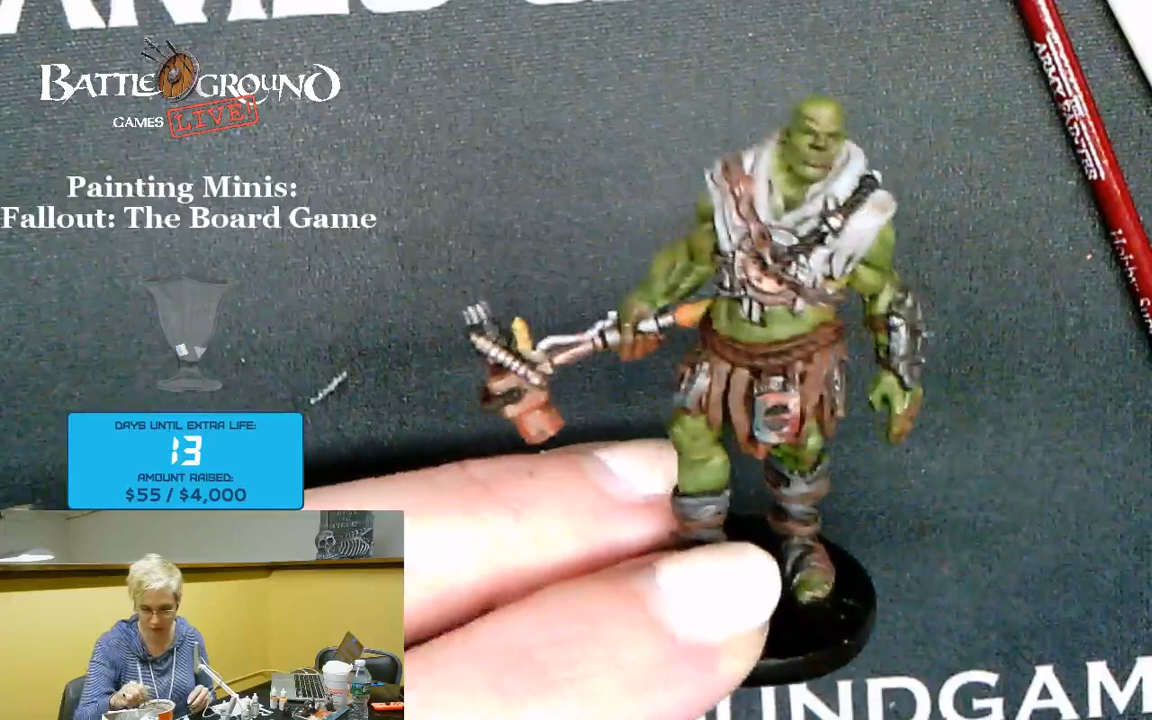 BATTLEGROUND
GAMES LIVE!
Painting Minis:
Fallout: The Board Game
DAYS UNTIL EXTRA LIFE:
13
AMOUNT RAISED:
$55 / $4,000
ARMY PAINTER
UNDGAM